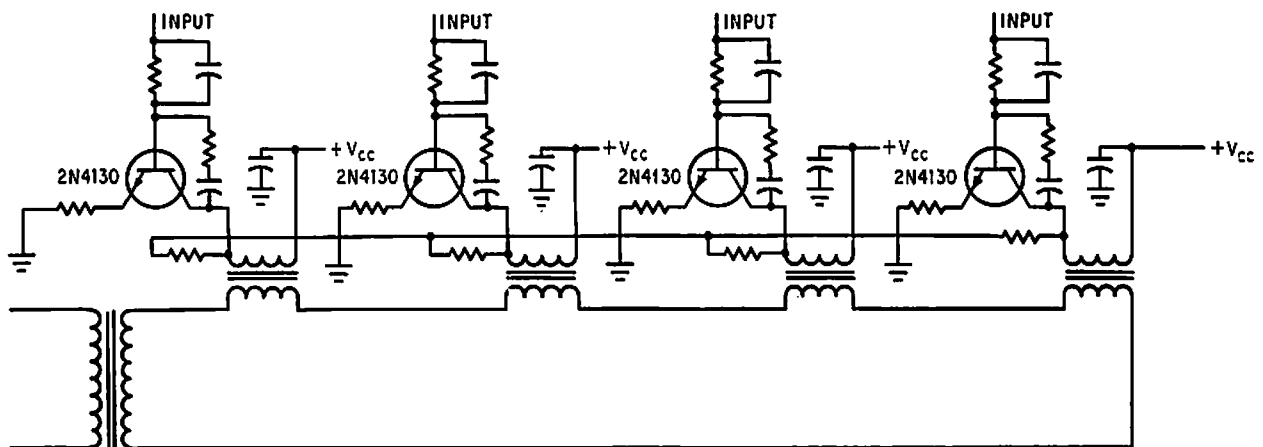 INPUT INPUT INPUT INPUT
+VCC +VCC +VCC +VCC
2N4130 2N4130 2N4130 2N4130